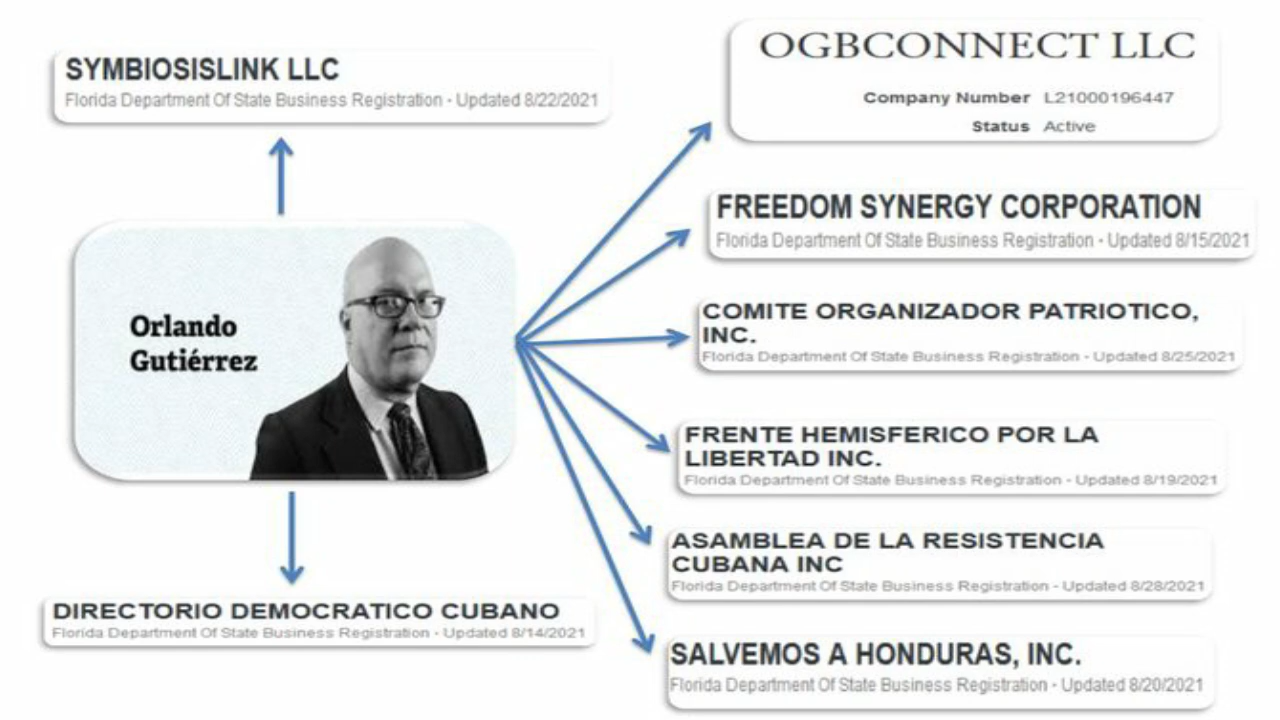 SYMBIOSISLINK LLC
Florida Department Of State Business Registration - Updated 8/22/2021
Orlando
Gutiérrez
DIRECTORIO DEMOCRATICO CUBANO
Florida Department Of State Business Registration - Updated 8/14/2021
OGBCONNECT LLC
Company Number L21000196447
Status Active
FREEDOM SYNERGY CORPORATION
Florida Department Of State Business Registration - Updated 8/15/2021
COMITE ORGANIZADOR PATRIOTICO,
INC.
Florida Department Of State Business Registration - Updated 8/25/2021
FRENTE HEMISFERICO POR LA
LIBERTAD INC.
Florida Department Of State Business Registration - Updated 8/19/2021
ASAMBLEA DE LA RESISTENCIA
CUBANA INC
Florida Department Of State Business Registration - Updated 8/28/2021
SALVEMOS A HONDURAS, INC.
Florida Department Of State Business Registration - Updated 8/20/2021